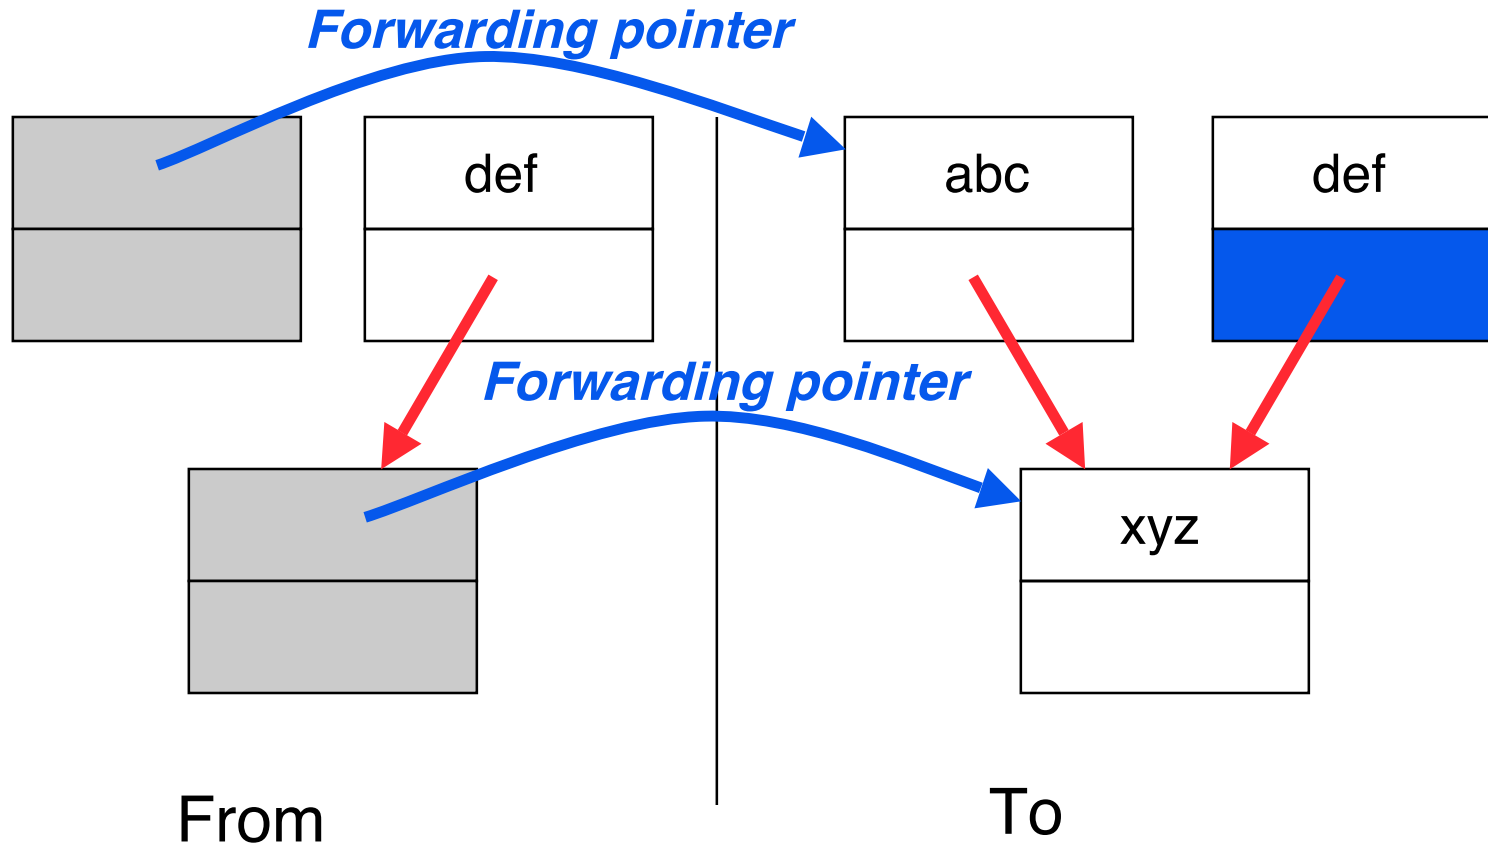 Forwarding pointer
def
abc
def
Forwarding pointer
xyz
From
To